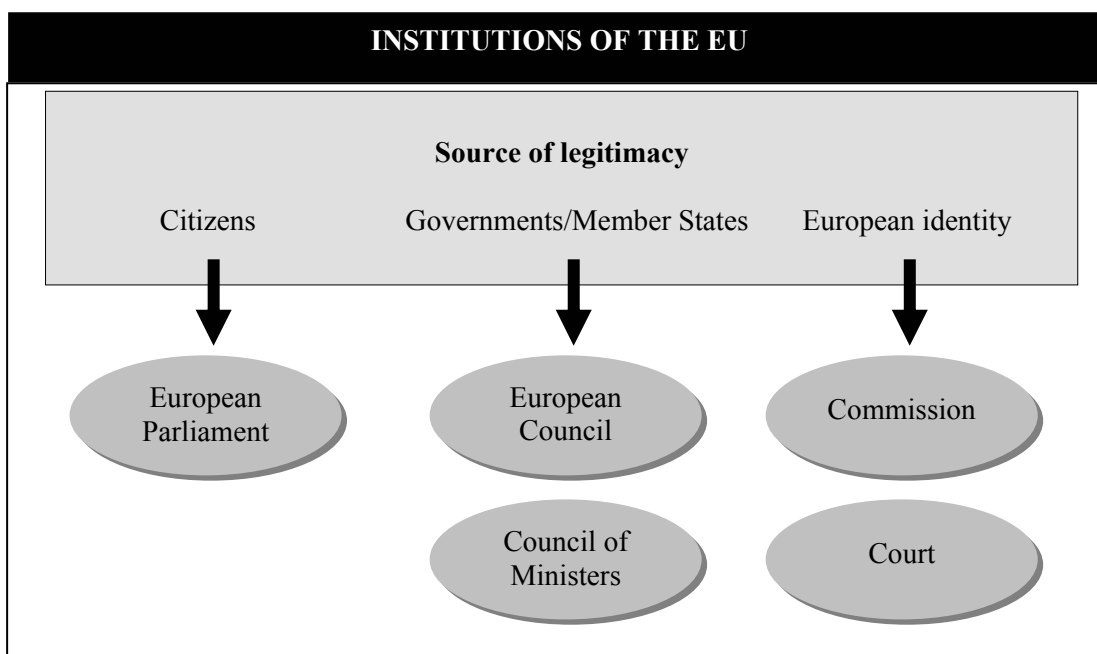 INSTITUTIONS OF THE EU
Source of legitimacy
Citizens
Governments/Member States
European identity
European
Parliament
European
Council
Commission
Council of
Ministers
Court